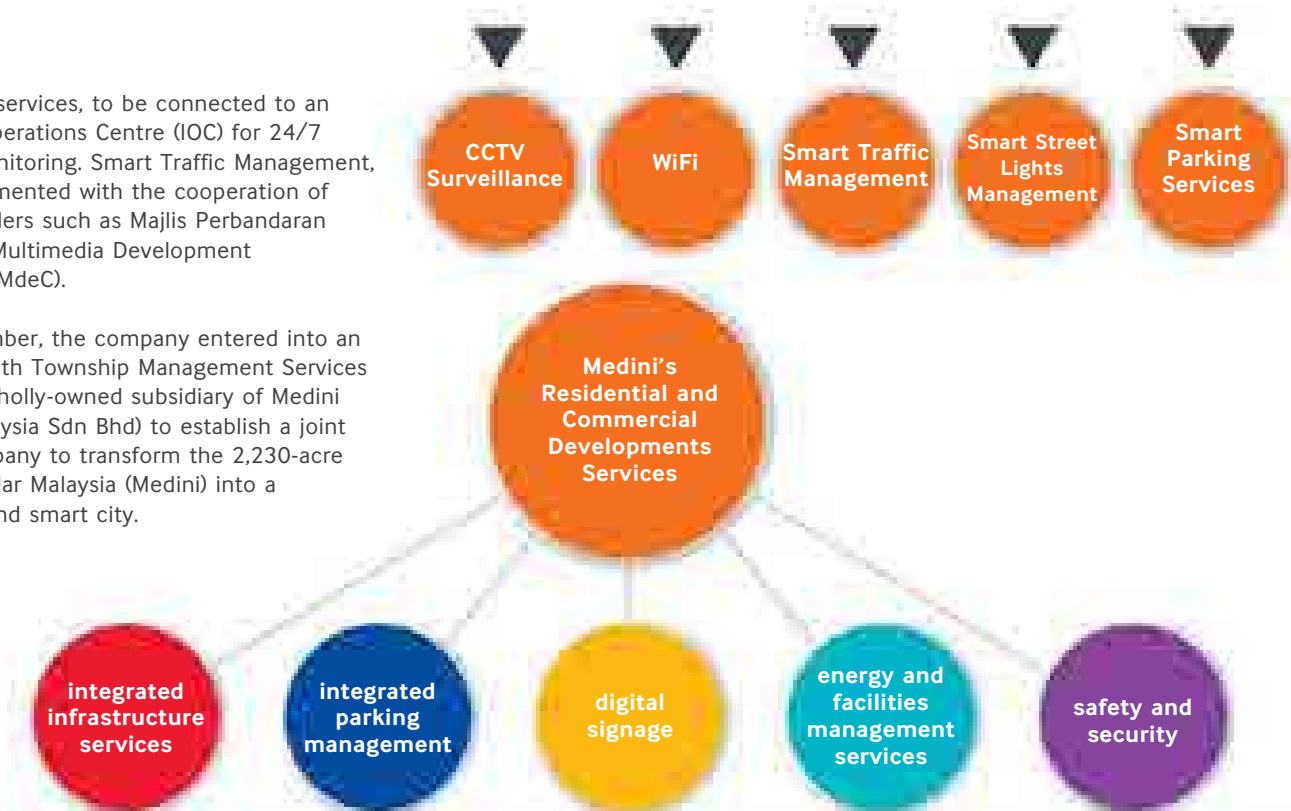 services, to be connected to an
perations Centre (IOC) for 24/7
nitoring. Smart Traffic Management,
mented with the cooperation of
ders such as Majlis Perbandaran
Multimedia Development
MdeC).
mber, the company entered into an
th Township Management Services
holly-owned subsidiary of Medini
ysia Sdn Bhd) to establish a joint
pany to transform the 2,230-acre
dar Malaysia (Medini) into a
nd smart city.
CCTV
Surveillance
WiFi
Smart Traffic
Management
Smart Street
Lights
Management
Smart
Parking
Services
Medini's
Residential and
Commercial
Developments
Services
integrated
infrastructure
services
integrated
parking
management
digital
signage
energy and
facilities
management
services
safety and
security